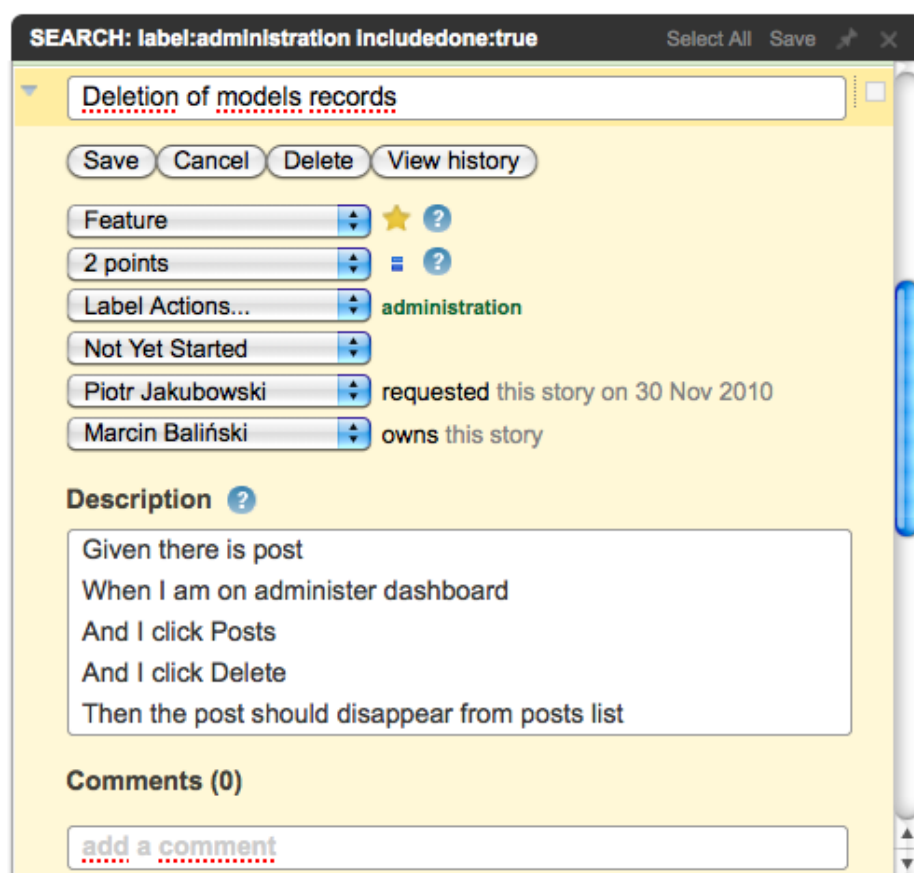 SEARCH: label:administration includedone:true Select All Save
Deletion of models records
Save Cancel Delete View history
Feature ?
2 points ?
Label Actions... administration
Not Yet Started
Piotr Jakubowski requested this story on 30 Nov 2010
Marcin Baliński owns this story
Description ?
Given there is post
When I am on administer dashboard
And I click Posts
And I click Delete
Then the post should disappear from posts list
Comments (0)
add a comment